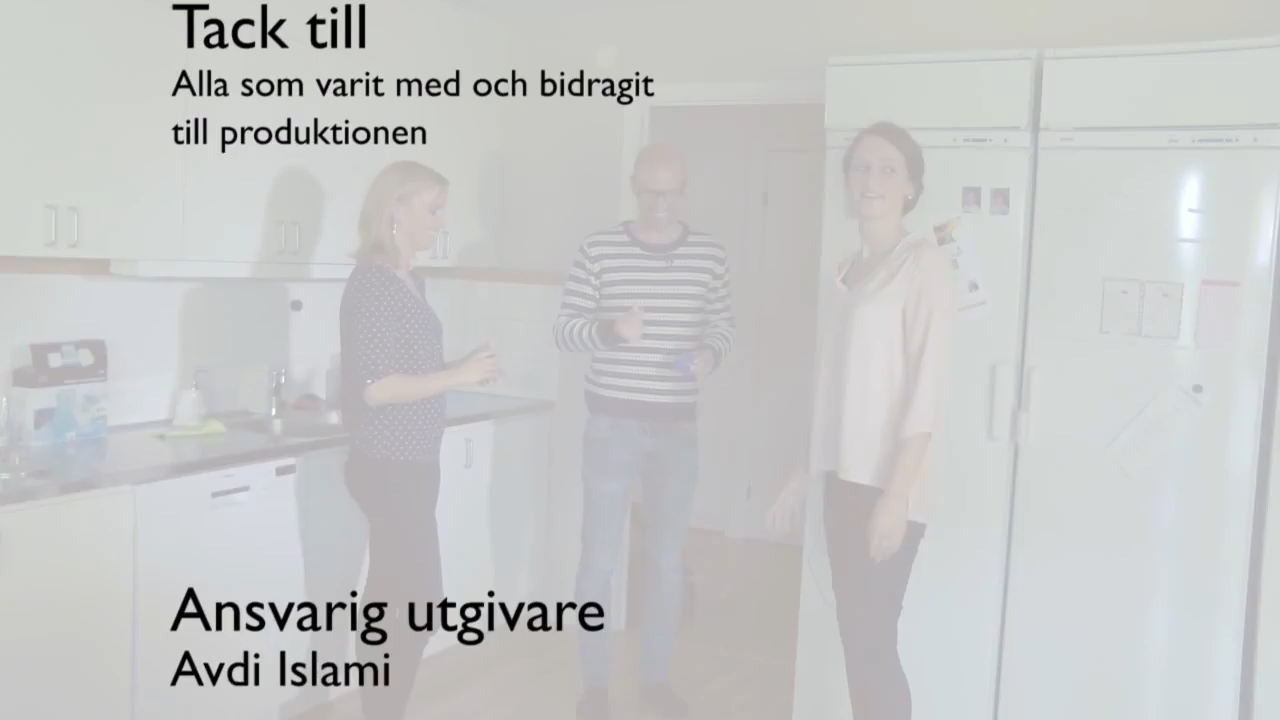 Tack till
Alla som varit med och bidragit
till produktionen
Ansvarig utgivare
Avdi Islami